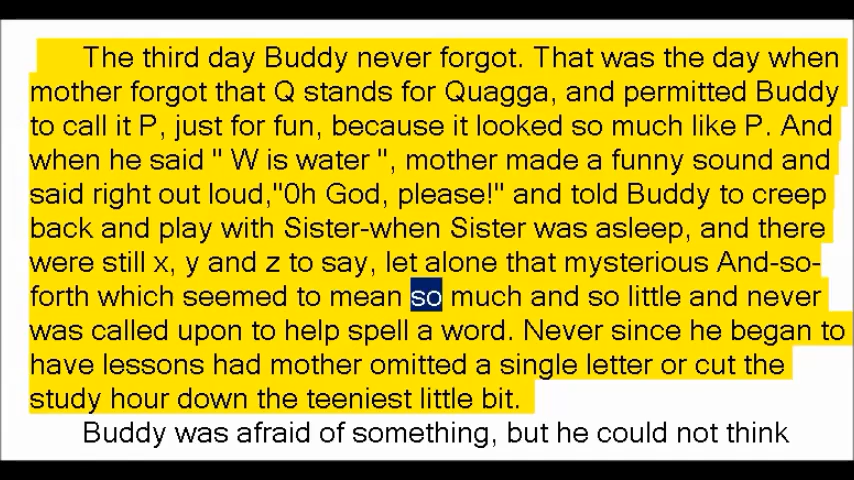 The third day Buddy never forgot. That was the day when
mother forgot that Q stands for Quagga, and permitted Buddy
to call it P, just for fun, because it looked so much like P. And
when he said " W is water ", mother made a funny sound and
said right out loud,"0h God, please!" and told Buddy to creep
back and play with Sister-when Sister was asleep, and there
were still x, y and z to say, let alone that mysterious And-so-
forth which seemed to mean so much and so little and never
was called upon to help spell a word. Never since he began to
have lessons had mother omitted a single letter or cut the
study hour down the teeniest little bit.
Buddy was afraid of something, but he could not think